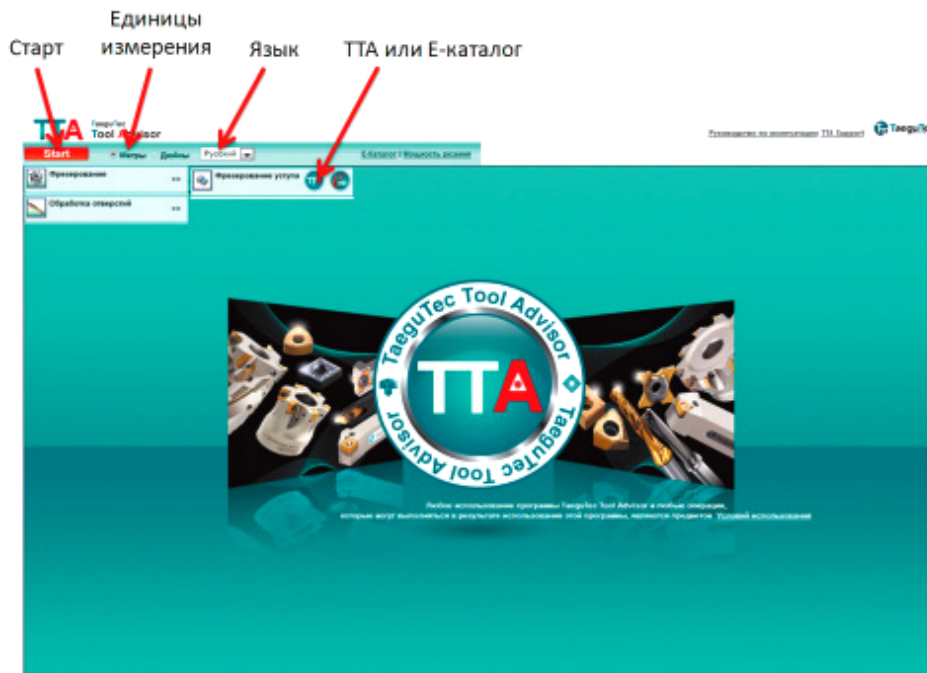 Единицы
измерения
Старт
Язык
ТТА или Е-каталог
TTA TaeguTec
Tool Advisor
Руководство по эксплуатации TTA Support
TaeguTe
Start
Метры Дюймы Русский
Е-Каталог Мощность резания
Фрезерование
Фрезерование уступа
Обработка отверстий
TaeguTec Tool Advisor
TTA
TaeguTec Tool Advisor
Любое использование программы TaeguTec Tool Advisor и любые операции,
которые могут выполняться в результате использования этой программы, являются предметом Условий использования